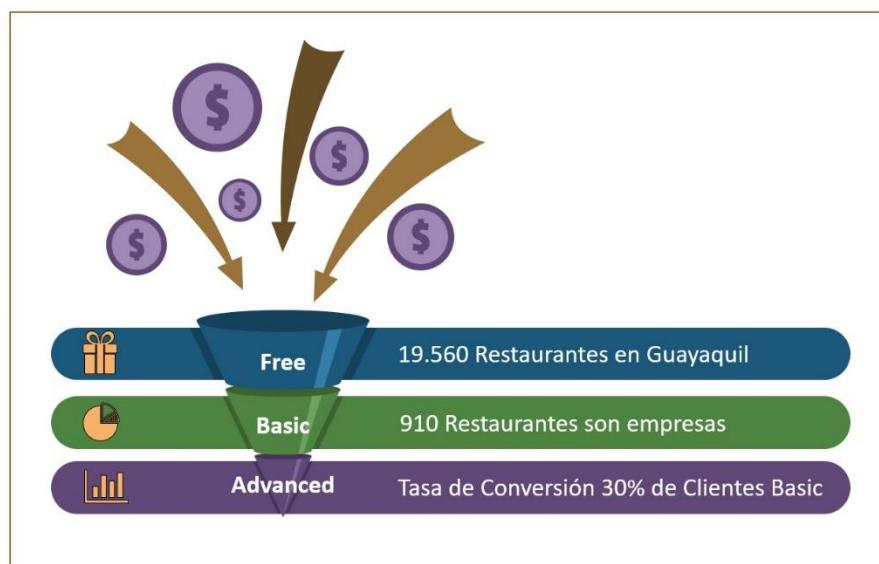 $
$
$
$
$
Free 19.560 Restaurantes en Guayaquil
Basic 910 Restaurantes son empresas
Advanced Tasa de Conversión 30% de Clientes Basic